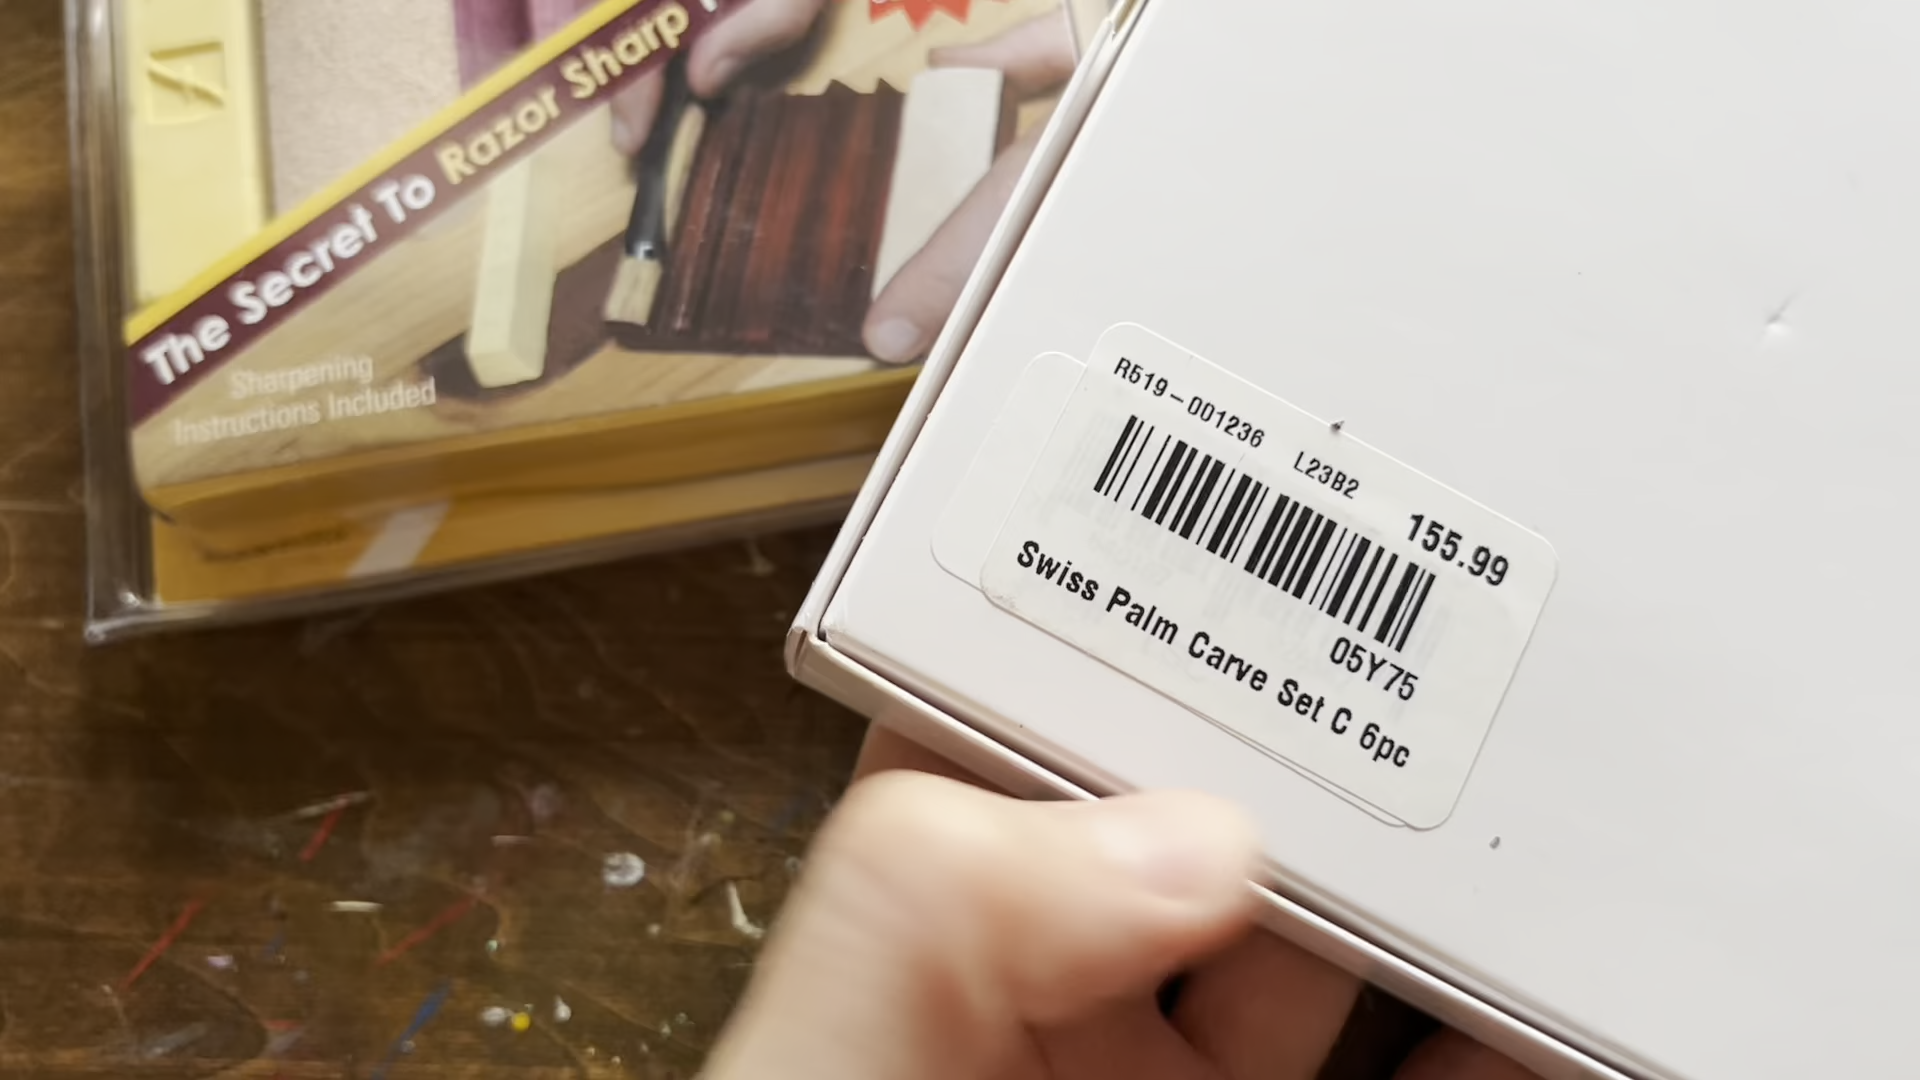 The Secret To Razor Sharp
Sharpening
Instructions Included
R519-001236 L23B2
155.99
05Y75
Swiss Palm Carve Set C 6pc